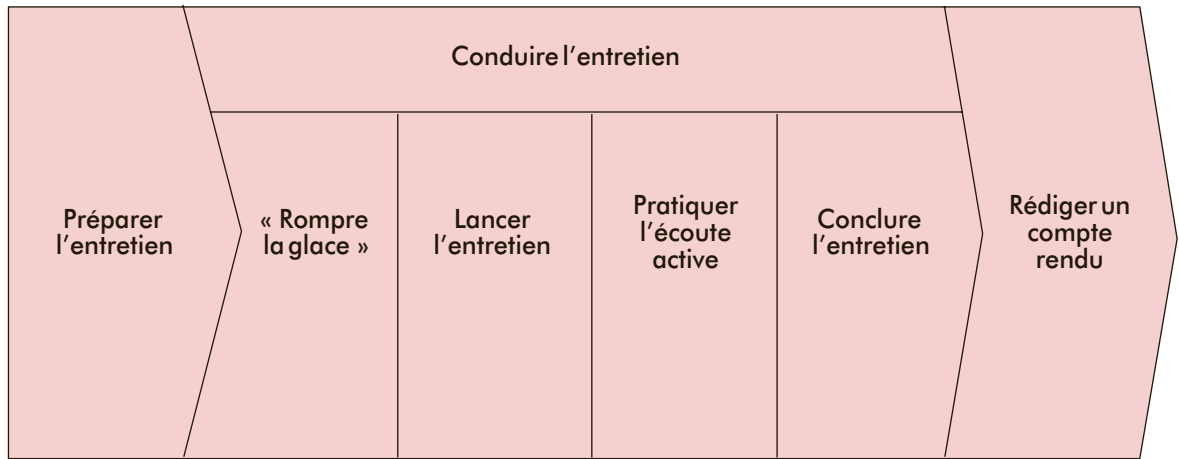 Conduire l'entretien
Préparer
l'entretien
« Rompre
la glace »
Lancer
l'entretien
Pratiquer
l'écoute
active
Conclure
l'entretien
Rédiger un
compte
rendu